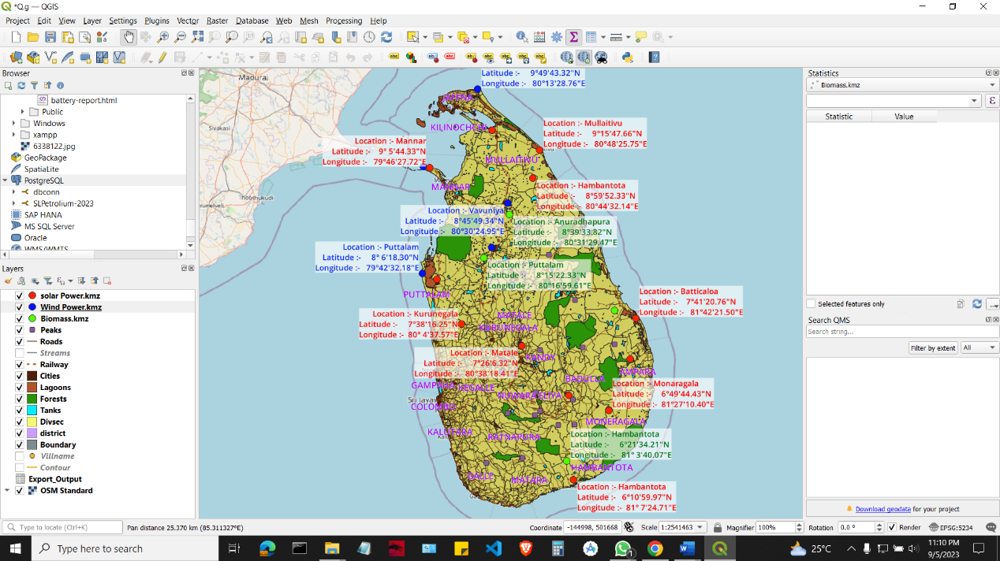 *Q.g — QGIS
Project Edit View Layer Settings Plugins Vector Raster Database Web Mesh Processing Help
Browser
battery-report.html
Public
Windows
xampp
6338122.jpg
GeoPackage
SpatiaLite
PostgreSQL
dbconn
SLPetrolium-2023
SAP HANA
MS SQL Server
Oracle
WMS/WMTS
Layers
solar Power.kmz
Wind Power.kmz
Biomass.kmz
Peaks
Roads
Streams
Railway
Cities
Lagoons
Forests
Tanks
Divsec
district
Boundary
Villname
Contour
Export_Output
OSM Standard
Madurai
Sivakasi
Thoothukudi
Latitude :- 9°49'43.32"N
Longitude :- 80°13'28.76"E
JAFFNA
KILINOCHCHI
Location :- Mullaitivu
Latitude :- 9°15'47.66"N
Longitude :- 80°48'25.75"E
Location :- Mannar
Latitude :- 9° 5'44.33"N
Longitude :- 79°46'27.72"E
MULLAITIVU
MANNAR
Location :- Hambantota
Latitude :- 8°59'52.33"N
Longitude :- 80°44'32.14"E
Location :- Vavuniya
Latitude :- 8°45'49.34"N
Longitude :- 80°30'24.95"E
Location :- Anuradhapura
Latitude :- 8°39'33.82"N
Longitude :- 80°31'29.47"E
Location :- Puttalam
Latitude :- 8° 6'18.30"N
Longitude :- 79°42'32.18"E
Location :- Puttalam
Latitude :- 8°15'22.33"N
Longitude :- 80°16'59.61"E
PUTTALAM
Location :- Batticaloa
Latitude :- 7°41'20.76"N
Longitude :- 81°42'21.50"E
Location :- Kurunegala
Latitude :- 7°38'16.25"N
Longitude :- 80° 4'37.57"E
MATALE
KURUNEGALA
Location :- Matale
Latitude :- 7°26'6.32"N
Longitude :- 80°38'18.41"E
KANDY
AMPARA
BADULLA
GAMPAHA
KEGALLE
NUWARA ELIYA
Location :- Monaragala
Latitude :- 6°49'44.43"N
Longitude :- 81°27'10.40"E
COLOMBO
MONERAGALA
KALUTARA
RATNAPURA
Location :- Hambantota
Latitude :- 6°21'34.21"N
Longitude :- 81° 3'40.07"E
HAMBANTOTA
GALLE
MATARA
Location :- Hambantota
Latitude :- 6°10'59.97"N
Longitude :- 81° 7'24.71"E
Statistics
Biomass.kmz
ε
Statistic Value
Selected features only
Search QMS
Search string...
Filter by extent All
Download geodata for your project
Type to locate (Ctrl+K)
Pan distance 25.370 km (85.311327°E)
Coordinate -144998, 501668
Scale 1:2541463
Magnifier 100%
Rotation 0.0 °
Render
EPSG:5234
Type here to search
25°C
11:10 PM
9/5/2023